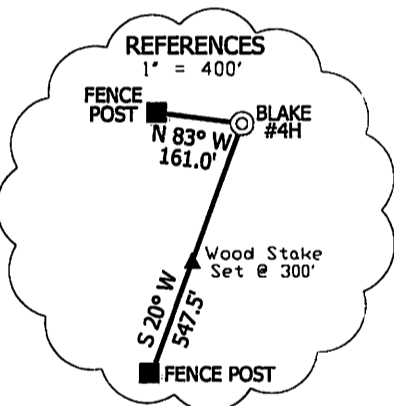 REFERENCES
1" = 400'
FENCE
POST
BLAKE
#4H
N 83° W
161.0'
Wood Stake
Set @ 300'
S 20° W
547.5'
FENCE POST